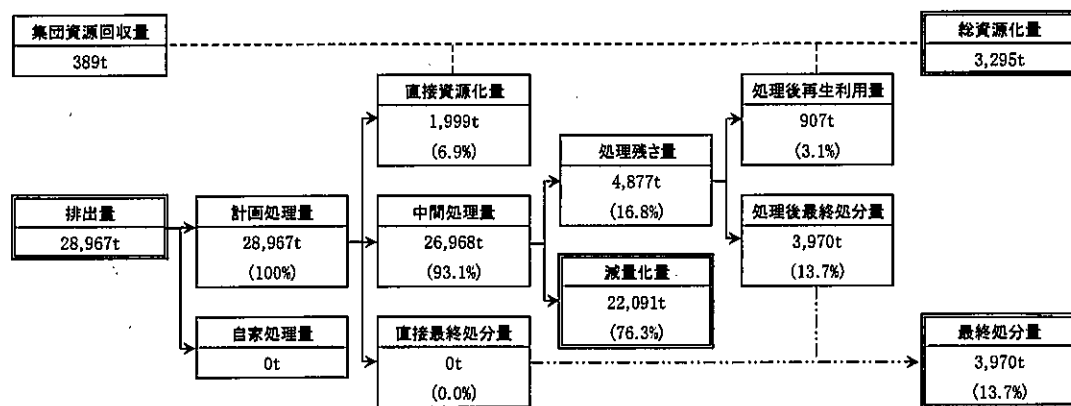 集団資源回収量
389t
総資源化量
3,295t
直接資源化量
1,999t
(6.9%)
処理後再生利用量
907t
(3.1%)
処理残さ量
4,877t
(16.8%)
排出量
28,967t
計画処理量
28,967t
(100%)
中間処理量
26,968t
(93.1%)
処理後最終処分量
3,970t
(13.7%)
減量化量
22,091t
(76.3%)
自家処理量
0t
直接最終処分量
0t
(0.0%)
最終処分量
3,970t
(13.7%)